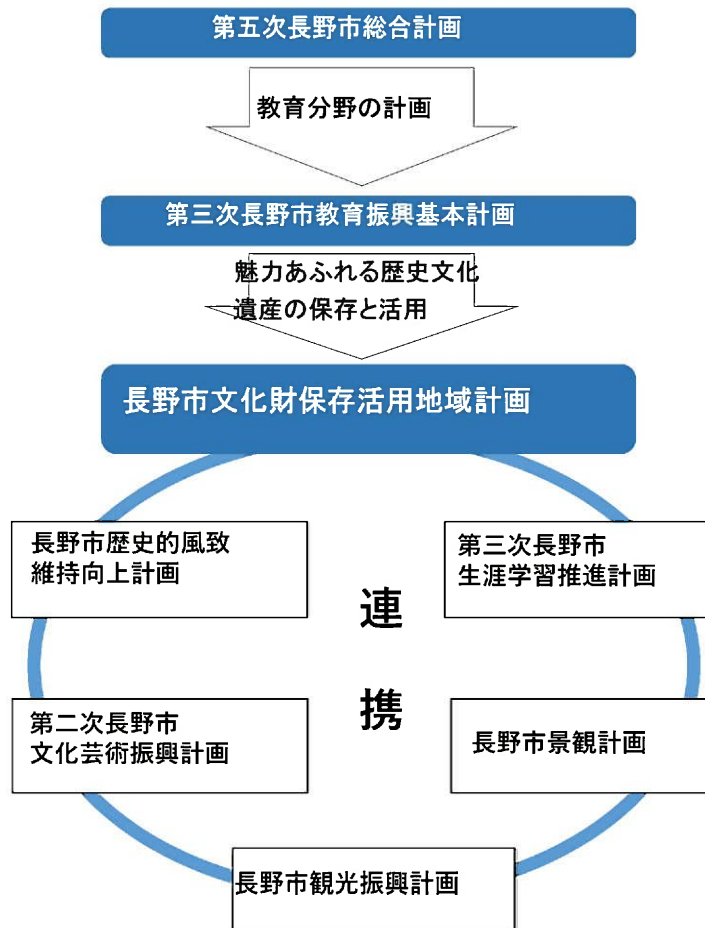 第五次長野市総合計画
教育分野の計画
第三次長野市教育振興基本計画
魅力あふれる歴史文化
遺産の保存と活用
長野市文化財保存活用地域計画
長野市歴史的風致
維持向上計画
第三次長野市
生涯学習推進計画
連
携
第二次長野市
文化芸術振興計画
長野市景観計画
長野市観光振興計画